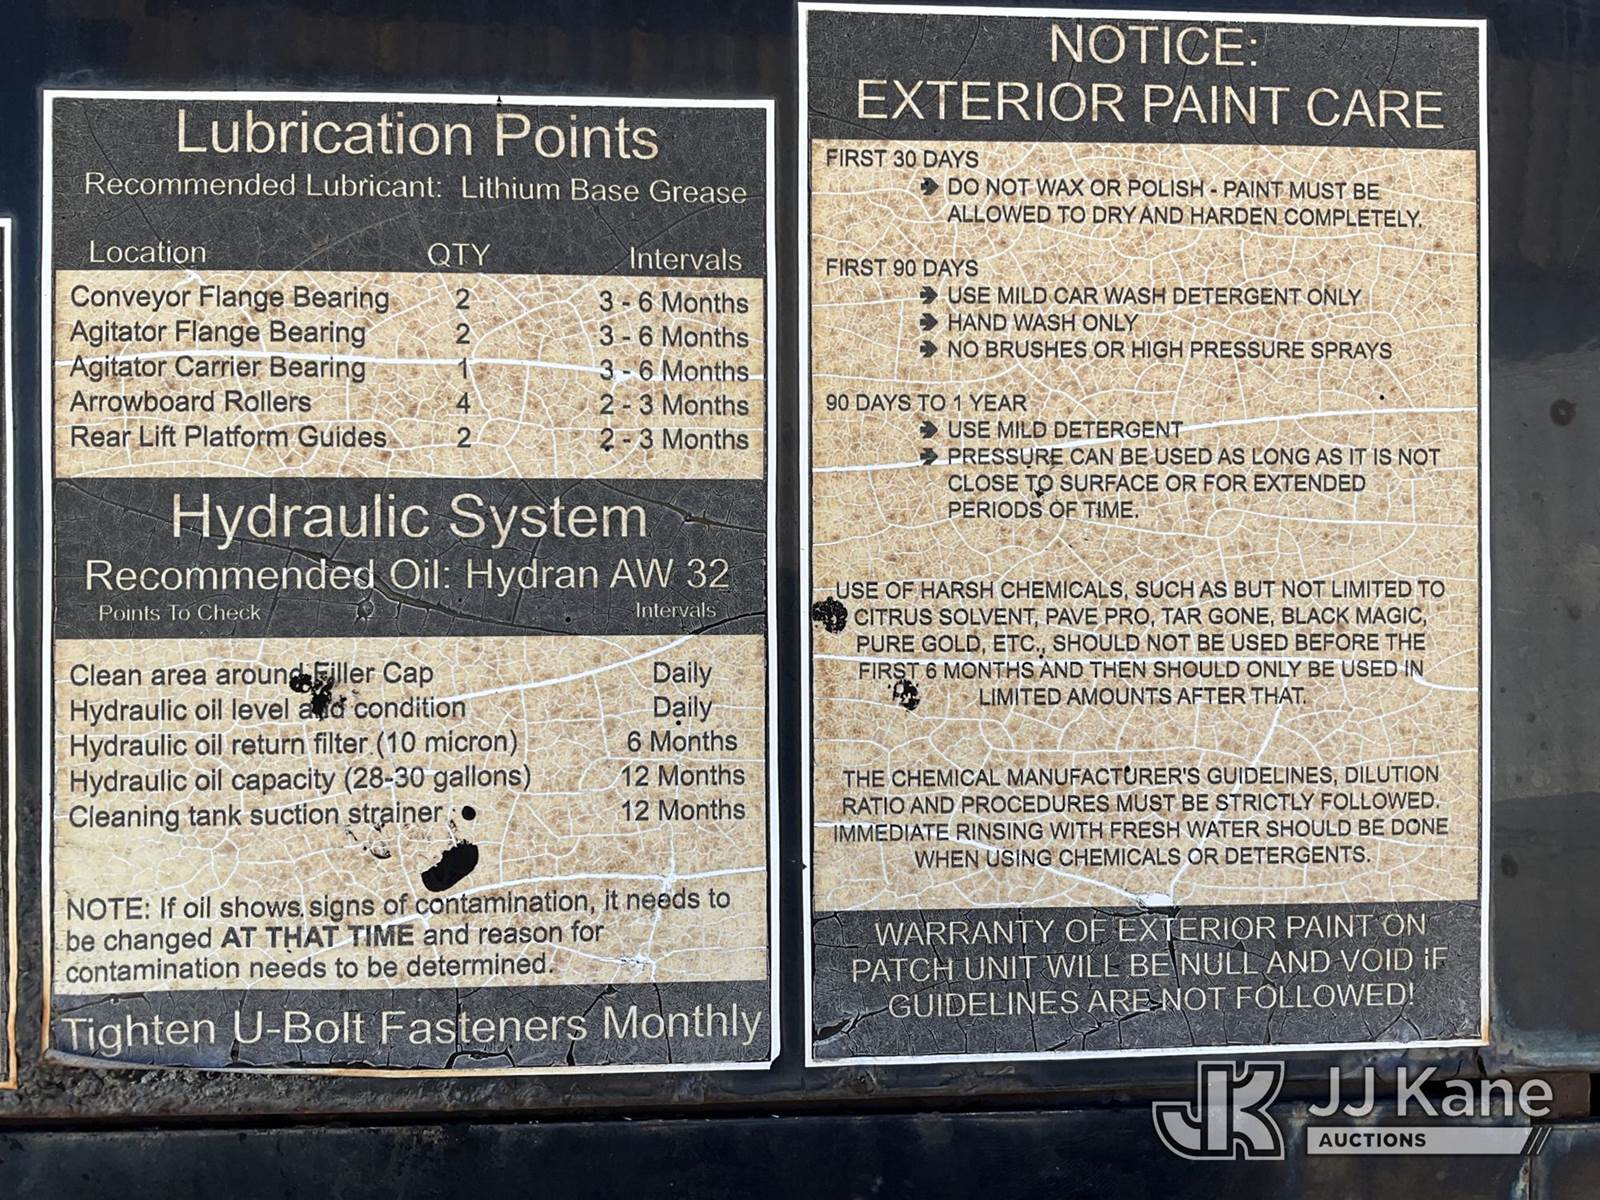 Lubrication Points
Recommended Lubricant: Lithium Base Grease
Location QTY Intervals
Conveyor Flange Bearing 2 3 - 6 Months
Agitator Flange Bearing 2 3 - 6 Months
Agitator Carrier Bearing 1 3 - 6 Months
Arrowboard Rollers 4 2 - 3 Months
Rear Lift Platform Guides 2 2 - 3 Months
Hydraulic System
Recommended Oil: Hydran AW 32
Points To Check Intervals
Clean area around Filler Cap Daily
Hydraulic oil level and condition Daily
Hydraulic oil return filter (10 micron) 6 Months
Hydraulic oil capacity (28-30 gallons) 12 Months
Cleaning tank suction strainer 12 Months
NOTE: If oil shows signs of contamination, it needs to
be changed AT THAT TIME and reason for
contamination needs to be determined.
Tighten U-Bolt Fasteners Monthly
NOTICE:
EXTERIOR PAINT CARE
FIRST 30 DAYS
➔ DO NOT WAX OR POLISH - PAINT MUST BE
ALLOWED TO DRY AND HARDEN COMPLETELY.
FIRST 90 DAYS
➔ USE MILD CAR WASH DETERGENT ONLY
➔ HAND WASH ONLY
➔ NO BRUSHES OR HIGH PRESSURE SPRAYS
90 DAYS TO 1 YEAR
➔ USE MILD DETERGENT
➔ PRESSURE CAN BE USED AS LONG AS IT IS NOT
CLOSE TO SURFACE OR FOR EXTENDED
PERIODS OF TIME.
USE OF HARSH CHEMICALS, SUCH AS BUT NOT LIMITED TO
CITRUS SOLVENT, PAVE PRO, TAR GONE, BLACK MAGIC,
PURE GOLD, ETC., SHOULD NOT BE USED BEFORE THE
FIRST 6 MONTHS AND THEN SHOULD ONLY BE USED IN
LIMITED AMOUNTS AFTER THAT.
THE CHEMICAL MANUFACTURER'S GUIDELINES, DILUTION
RATIO AND PROCEDURES MUST BE STRICTLY FOLLOWED.
IMMEDIATE RINSING WITH FRESH WATER SHOULD BE DONE
WHEN USING CHEMICALS OR DETERGENTS.
WARRANTY OF EXTERIOR PAINT ON
PATCH UNIT WILL BE NULL AND VOID IF
GUIDELINES ARE NOT FOLLOWED!
JK JJ Kane
AUCTIONS